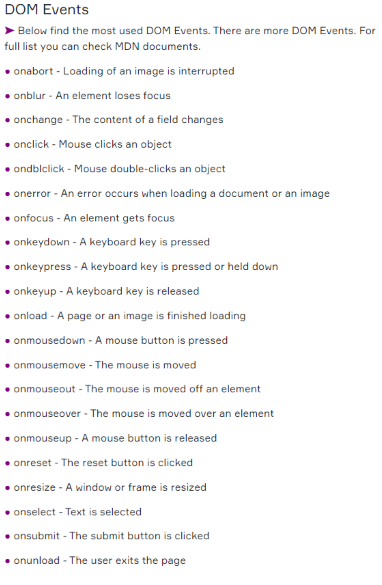 DOM Events
➤ Below find the most used DOM Events. There are more DOM Events. For
full list you can check MDN documents.
• onabort - Loading of an image is interrupted
• onblur - An element loses focus
• onchange - The content of a field changes
• onclick - Mouse clicks an object
• ondblclick - Mouse double-clicks an object
• onerror - An error occurs when loading a document or an image
• onfocus - An element gets focus
• onkeydown - A keyboard key is pressed
• onkeypress - A keyboard key is pressed or held down
• onkeyup - A keyboard key is released
• onload - A page or an image is finished loading
• onmousedown - A mouse button is pressed
• onmousemove - The mouse is moved
• onmouseout - The mouse is moved off an element
• onmouseover - The mouse is moved over an element
• onmouseup - A mouse button is released
• onreset - The reset button is clicked
• onresize - A window or frame is resized
• onselect - Text is selected
• onsubmit - The submit button is clicked
• onunload - The user exits the page